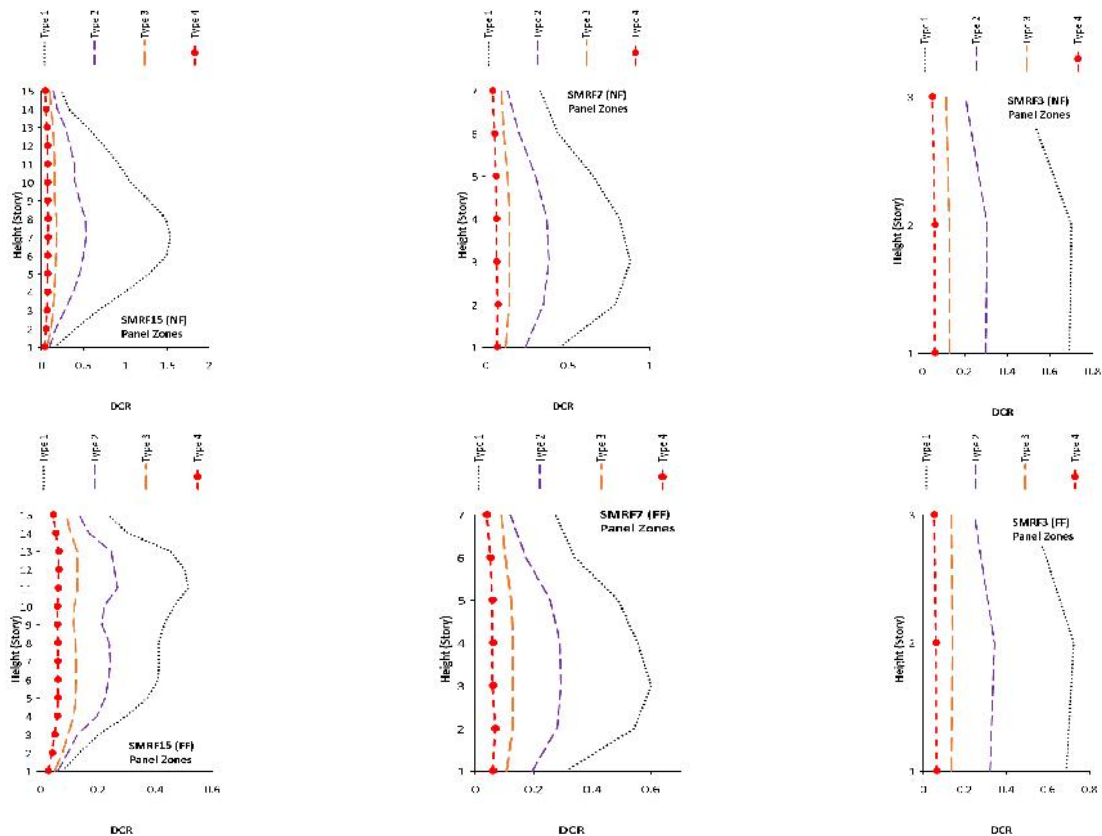 Type 1
Type 2
Type 3
Type 4
15
14
13
12
11
10
9
8
7
6
5
4
3
2
1
Height (Story)
SMRF15 (NF)
Panel Zones
0 0.5 1 1.5 2
DCR
Type 1
Type 2
Type 3
Type 4
7
6
5
4
3
2
1
Height (Story)
SMRF7 (NF)
Panel Zones
0 0.5 1
DCR
Type 1
Type 2
Type 3
Type 4
3
2
1
Height (Story)
SMRF3 (NF)
Panel Zones
0 0.2 0.4 0.6 0.8
DCR
Type 1
Type 2
Type 3
Type 4
15
14
13
12
11
10
9
8
7
6
5
4
3
2
1
Height (Story)
SMRF15 (FF)
Panel Zones
0 0.2 0.4 0.6
DCR
Type 1
Type 2
Type 3
Type 4
7
6
5
4
3
2
1
Height (Story)
SMRF7 (FF)
Panel Zones
0 0.2 0.4 0.6
DCR
Type 1
Type 2
Type 3
Type 4
3
2
1
Height (Story)
SMRF3 (FF)
Panel Zones
0 0.2 0.4 0.6 0.8
DCR